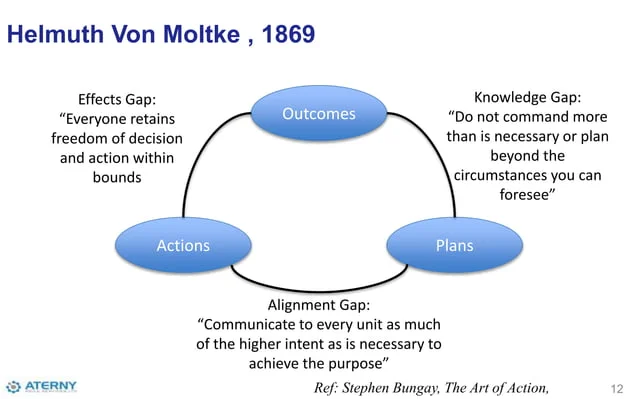 Helmuth Von Moltke , 1869
Effects Gap:
“Everyone retains
freedom of decision
and action within
bounds
Outcomes
Knowledge Gap:
“Do not command more
than is necessary or plan
beyond the
circumstances you can
foresee”
Actions
Plans
Alignment Gap:
“Communicate to every unit as much
of the higher intent as is necessary to
achieve the purpose”
ATERNY
Ref: Stephen Bungay, The Art of Action,
12